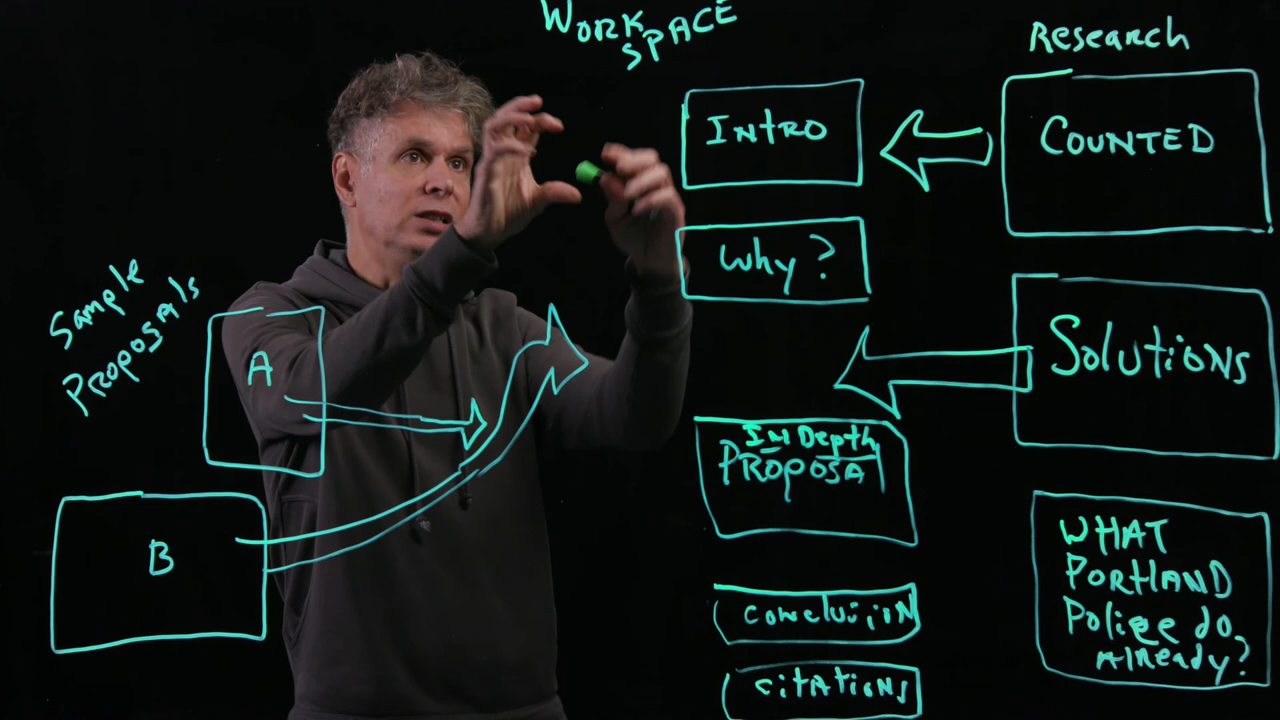 WORK
SPACE
Research
INTRO
COUNTED
Why?
Sample
PROPOSAls
A
SOlUTIONS
IN Depth
PROPOSAl
B
WHAT
PORTLAND
Police do
Already?
CONCLUSION
CITATIONS